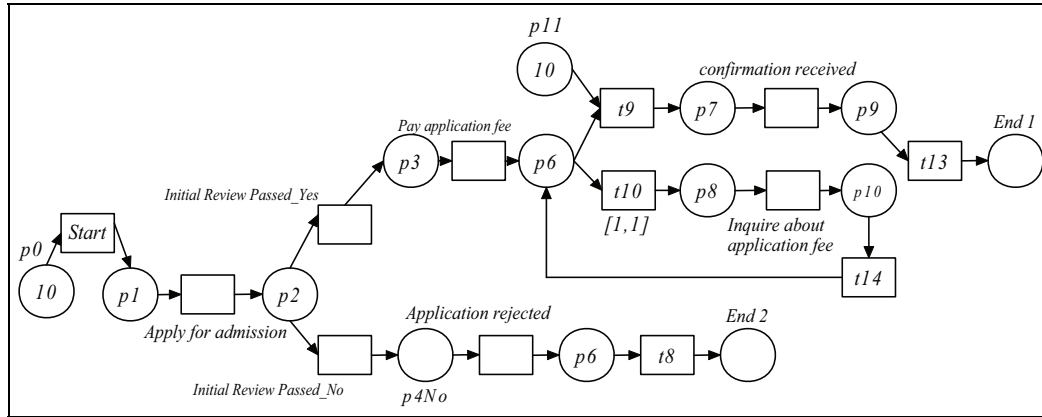 p11
10
confirmation received
t9
p7
p9
End 1
Pay application fee
p3
p6
t13
Initial Review Passed_Yes
t10
p8
p10
[1,1]
Inquire about
application fee
Start
p0
10
p1
p2
t14
Apply for admission
Application rejected
End 2
p6
t8
Initial Review Passed_No
p4No